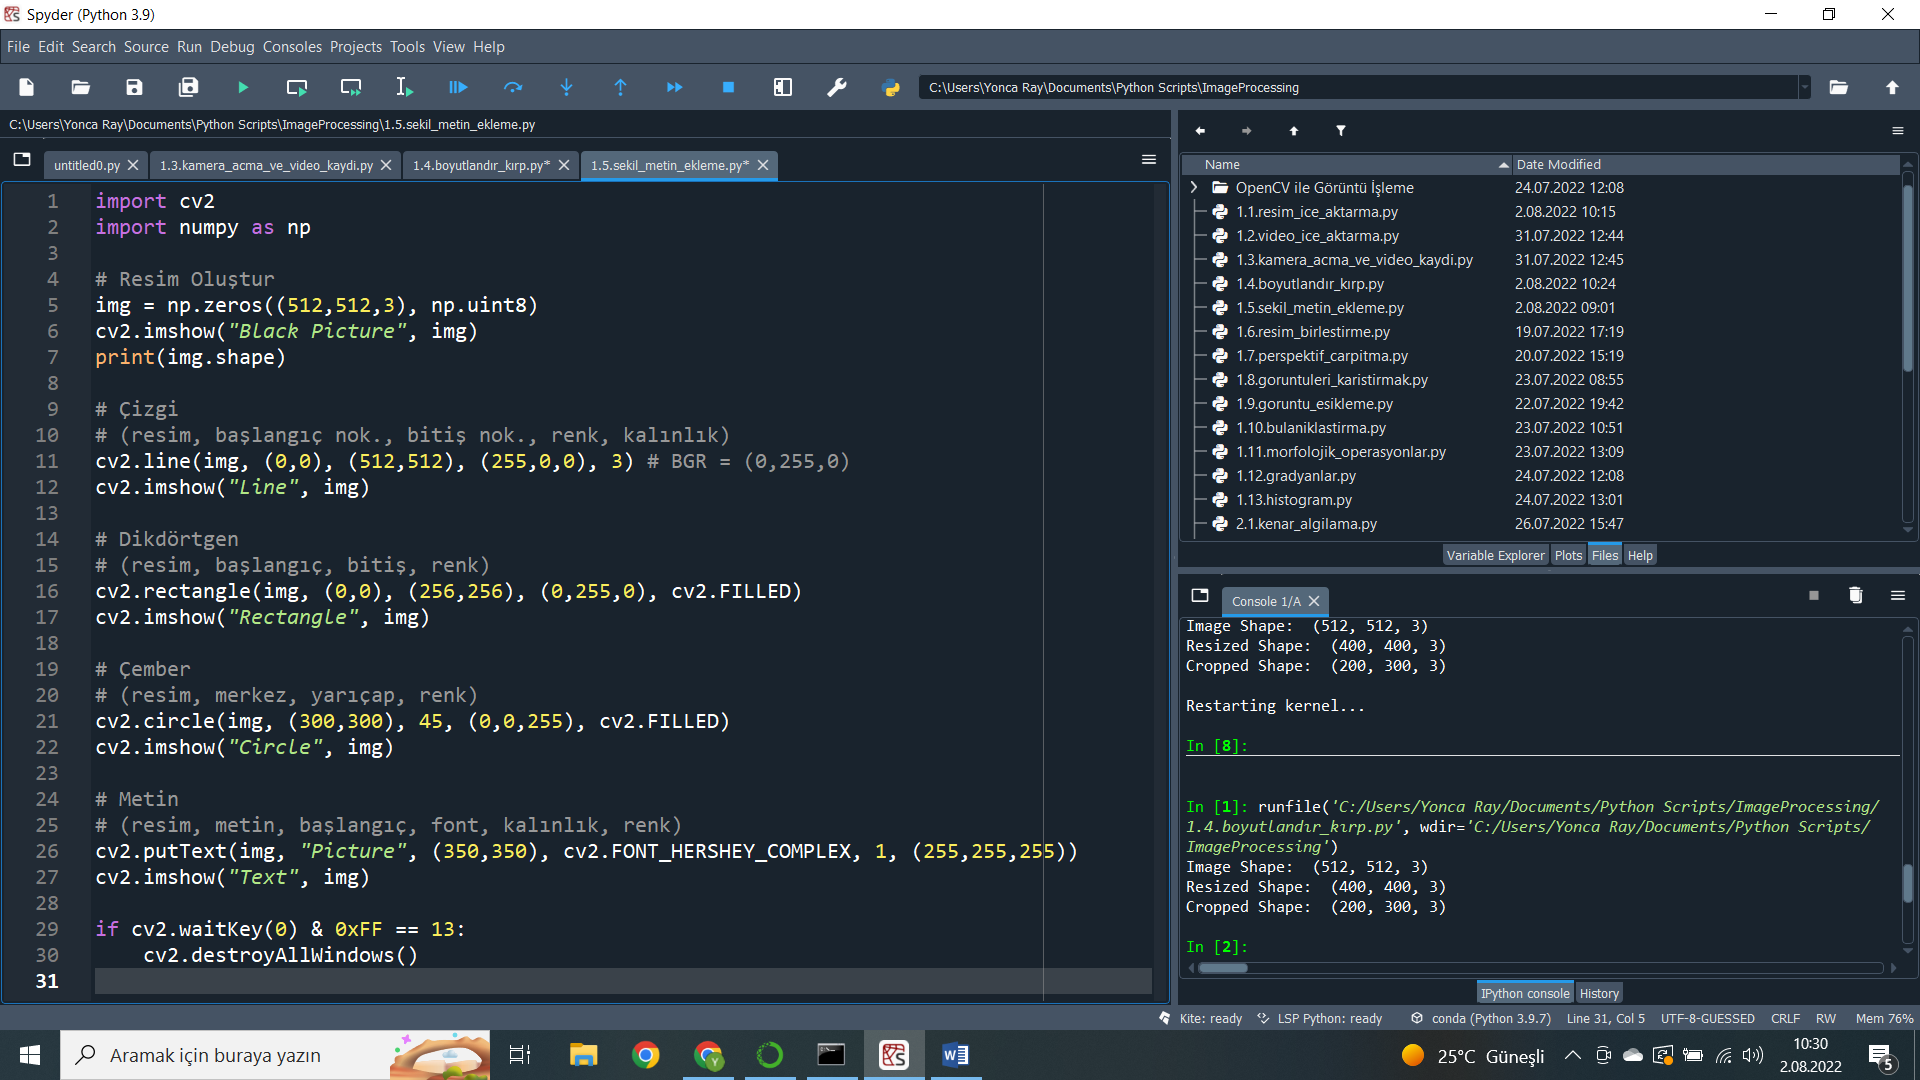 Spyder (Python 3.9)
File Edit Search Source Run Debug Consoles Projects Tools View Help
C:\Users\Yonca Ray\Documents\Python Scripts\ImageProcessing
C:\Users\Yonca Ray\Documents\Python Scripts\ImageProcessing\1.5.sekil_metin_ekleme.py
untitled0.py
1.3.kamera_acma_ve_video_kaydi.py
1.4.boyutlandır_kırp.py*
1.5.sekil_metin_ekleme.py*
1 import cv2
2 import numpy as np
3
4 # Resim Oluştur
5 img = np.zeros((512,512,3), np.uint8)
6 cv2.imshow("Black Picture", img)
7 print(img.shape)
8
9 # Çizgi
10 # (resim, başlangıç nok., bitiş nok., renk, kalınlık)
11 cv2.line(img, (0,0), (512,512), (255,0,0), 3) # BGR = (0,255,0)
12 cv2.imshow("Line", img)
13
14 # Dikdörtgen
15 # (resim, başlangıç, bitiş, renk)
16 cv2.rectangle(img, (0,0), (256,256), (0,255,0), cv2.FILLED)
17 cv2.imshow("Rectangle", img)
18
19 # Çember
20 # (resim, merkez, yarıçap, renk)
21 cv2.circle(img, (300,300), 45, (0,0,255), cv2.FILLED)
22 cv2.imshow("Circle", img)
23
24 # Metin
25 # (resim, metin, başlangıç, font, kalınlık, renk)
26 cv2.putText(img, "Picture", (350,350), cv2.FONT_HERSHEY_COMPLEX, 1, (255,255,255))
27 cv2.imshow("Text", img)
28
29 if cv2.waitKey(0) & 0xFF == 13:
30     cv2.destroyAllWindows()
31
Name Date Modified
OpenCV ile Görüntü İşleme 24.07.2022 12:08
1.1.resim_ice_aktarma.py 2.08.2022 10:15
1.2.video_ice_aktarma.py 31.07.2022 12:44
1.3.kamera_acma_ve_video_kaydi.py 31.07.2022 12:45
1.4.boyutlandır_kırp.py 2.08.2022 10:24
1.5.sekil_metin_ekleme.py 2.08.2022 09:01
1.6.resim_birlestirme.py 19.07.2022 17:19
1.7.perspektif_carpitma.py 20.07.2022 15:19
1.8.goruntuleri_karistirmak.py 23.07.2022 08:55
1.9.goruntu_esikleme.py 22.07.2022 19:42
1.10.bulaniklastirma.py 23.07.2022 10:51
1.11.morfolojik_operasyonlar.py 23.07.2022 13:09
1.12.gradyanlar.py 24.07.2022 12:08
1.13.histogram.py 24.07.2022 13:01
2.1.kenar_algilama.py 26.07.2022 15:47
Variable Explorer Plots Files Help
Console 1/A
Image Shape:  (512, 512, 3)
Resized Shape:  (400, 400, 3)
Cropped Shape:  (200, 300, 3)
Restarting kernel...
In [8]:
In [1]: runfile('C:/Users/Yonca Ray/Documents/Python Scripts/ImageProcessing/
1.4.boyutlandır_kırp.py', wdir='C:/Users/Yonca Ray/Documents/Python Scripts/
ImageProcessing')
Image Shape:  (512, 512, 3)
Resized Shape:  (400, 400, 3)
Cropped Shape:  (200, 300, 3)
In [2]:
IPython console History
Kite: ready LSP Python: ready conda (Python 3.9.7) Line 31, Col 5 UTF-8-GUESSED CRLF RW Mem 76%
Aramak için buraya yazın
25°C Güneşli
10:30
2.08.2022
5